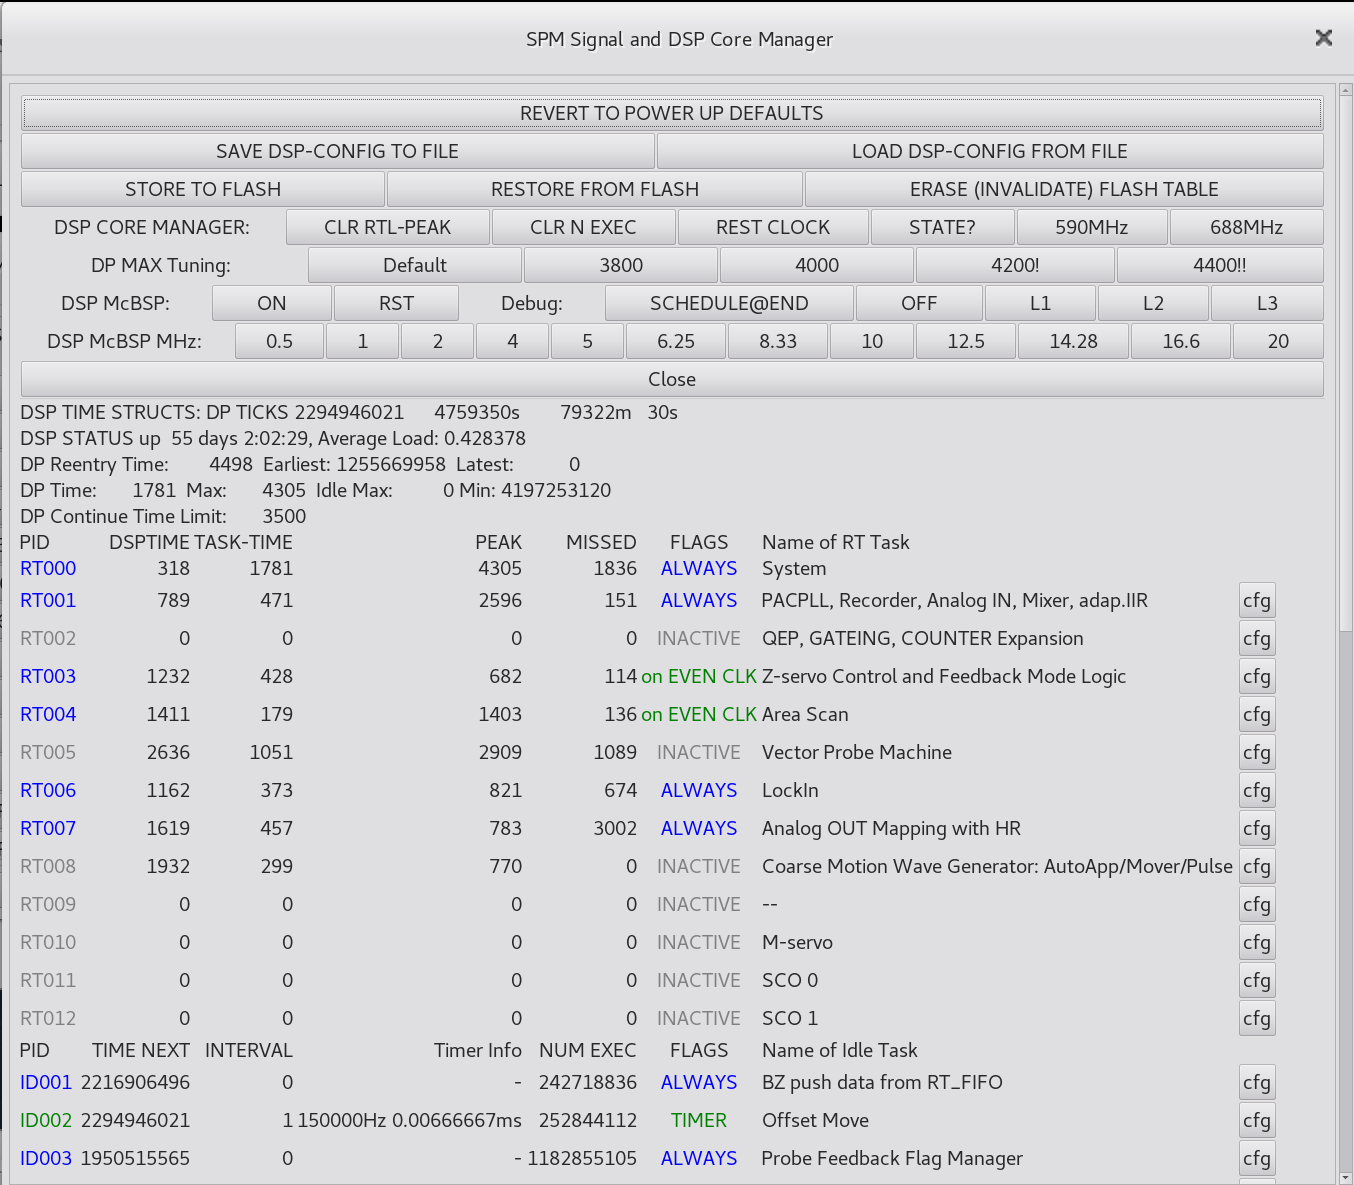 SPM Signal and DSP Core Manager
REVERT TO POWER UP DEFAULTS
SAVE DSP-CONFIG TO FILE LOAD DSP-CONFIG FROM FILE
STORE TO FLASH RESTORE FROM FLASH ERASE (INVALIDATE) FLASH TABLE
DSP CORE MANAGER: CLR RTL-PEAK CLR N EXEC REST CLOCK STATE? 590MHz 688MHz
DP MAX Tuning: Default 3800 4000 4200! 4400!!
DSP McBSP: ON RST Debug: SCHEDULE@END OFF L1 L2 L3
DSP McBSP MHz: 0.5 1 2 4 5 6.25 8.33 10 12.5 14.28 16.6 20
Close
DSP TIME STRUCTS: DP TICKS 2294946021 4759350s 79322m 30s
DSP STATUS up 55 days 2:02:29, Average Load: 0.428378
DP Reentry Time: 4498 Earliest: 1255669958 Latest: 0
DP Time: 1781 Max: 4305 Idle Max: 0 Min: 4197253120
DP Continue Time Limit: 3500
PID DSPTIME TASK-TIME PEAK MISSED FLAGS Name of RT Task
RT000 318 1781 4305 1836 ALWAYS System
RT001 789 471 2596 151 ALWAYS PACPLL, Recorder, Analog IN, Mixer, adap.IIR cfg
RT002 0 0 0 0 INACTIVE QEP, GATEING, COUNTER Expansion cfg
RT003 1232 428 682 114 on EVEN CLK Z-servo Control and Feedback Mode Logic cfg
RT004 1411 179 1403 136 on EVEN CLK Area Scan cfg
RT005 2636 1051 2909 1089 INACTIVE Vector Probe Machine cfg
RT006 1162 373 821 674 ALWAYS LockIn cfg
RT007 1619 457 783 3002 ALWAYS Analog OUT Mapping with HR cfg
RT008 1932 299 770 0 INACTIVE Coarse Motion Wave Generator: AutoApp/Mover/Pulse cfg
RT009 0 0 0 0 INACTIVE -- cfg
RT010 0 0 0 0 INACTIVE M-servo cfg
RT011 0 0 0 0 INACTIVE SCO 0 cfg
RT012 0 0 0 0 INACTIVE SCO 1 cfg
PID TIME NEXT INTERVAL Timer Info NUM EXEC FLAGS Name of Idle Task
ID001 2216906496 0 - 242718836 ALWAYS BZ push data from RT_FIFO cfg
ID002 2294946021 1 150000Hz 0.00666667ms 252844112 TIMER Offset Move cfg
ID003 1950515565 0 - 1182855105 ALWAYS Probe Feedback Flag Manager cfg